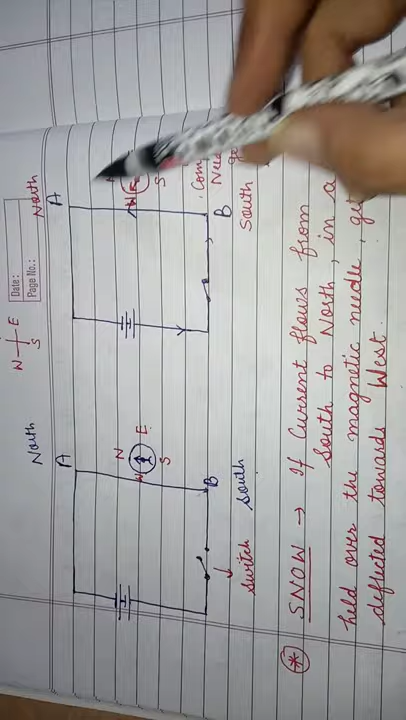 Date:
Page No.:
W E
S
North
North
A
A
N
E
W
S
S
B
B
South
South
Switch
* SNOW → If Current flows from
South to North, in a
held over the magnetic needle,
deflected towards West.